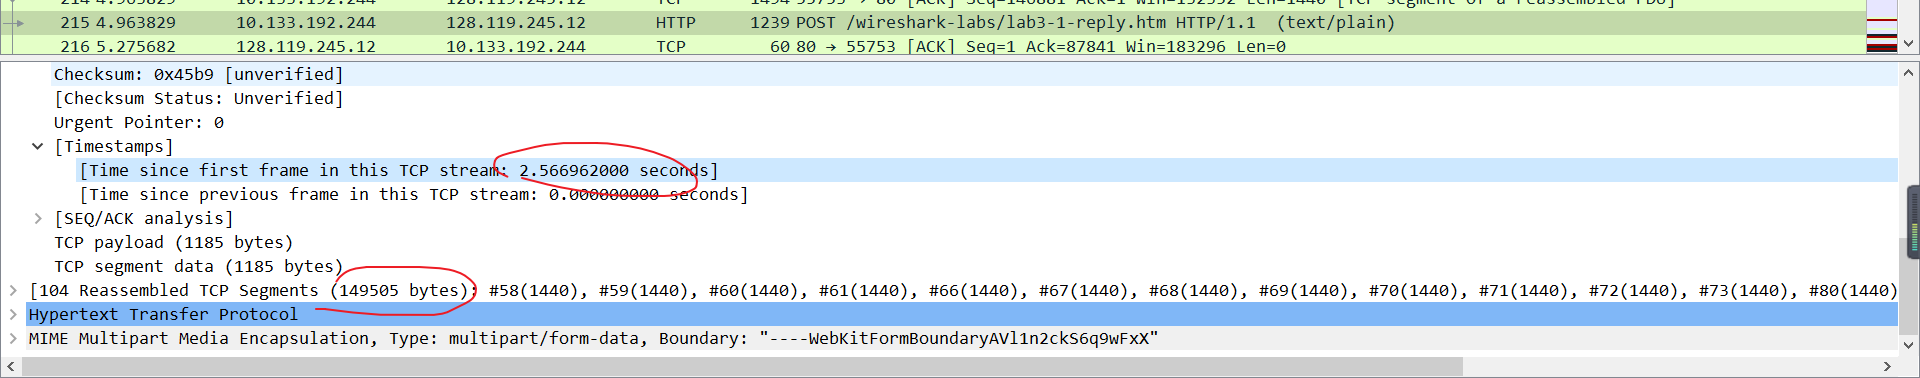 214 4.963829 10.133.192.244 128.119.245.12 TCP 1494 55753 → 80 [ACK] Seq=146881 Ack=1 Win=132352 Len=1440 [TCP segment of a reassembled PDU]
215 4.963829 10.133.192.244 128.119.245.12 HTTP 1239 POST /wireshark-labs/lab3-1-reply.htm HTTP/1.1 (text/plain)
216 5.275682 128.119.245.12 10.133.192.244 TCP 60 80 → 55753 [ACK] Seq=1 Ack=87841 Win=183296 Len=0
Checksum: 0x45b9 [unverified]
[Checksum Status: Unverified]
Urgent Pointer: 0
[Timestamps]
[Time since first frame in this TCP stream: 2.566962000 seconds]
[Time since previous frame in this TCP stream: 0.000000000 seconds]
[SEQ/ACK analysis]
TCP payload (1185 bytes)
TCP segment data (1185 bytes)
[104 Reassembled TCP Segments (149505 bytes): #58(1440), #59(1440), #60(1440), #61(1440), #66(1440), #67(1440), #68(1440), #69(1440), #70(1440), #71(1440), #72(1440), #73(1440), #80(1440)
Hypertext Transfer Protocol
MIME Multipart Media Encapsulation, Type: multipart/form-data, Boundary: "----WebKitFormBoundaryAVl1n2ckS6q9wFxX"